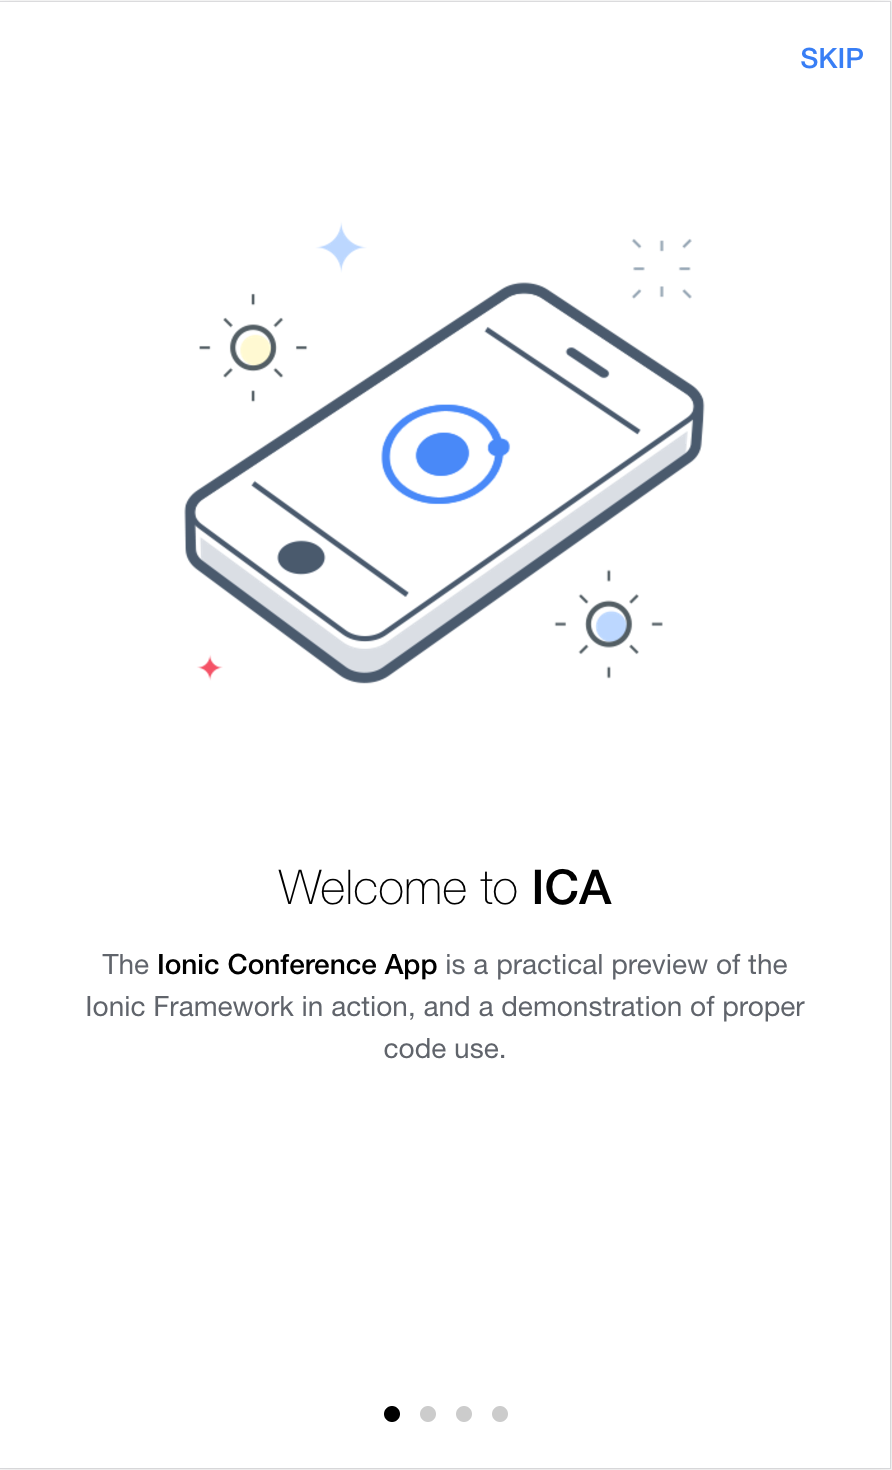 SKIP
Welcome to ICA
The Ionic Conference App is a practical preview of the
Ionic Framework in action, and a demonstration of proper
code use.